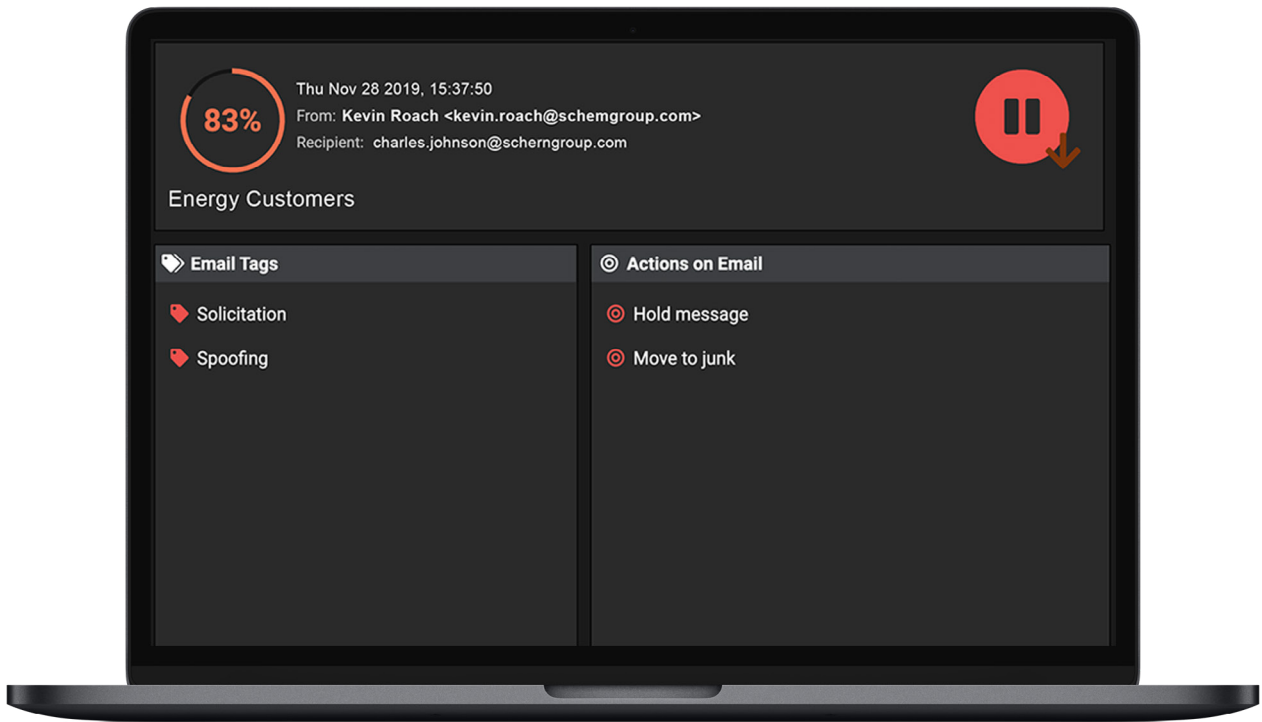 83%
Thu Nov 28 2019, 15:37:50
From: Kevin Roach <kevin.roach@schemgroup.com>
Recipient: charles.johnson@scherngroup.com
Energy Customers
Email Tags
Solicitation
Spoofing
Actions on Email
Hold message
Move to junk